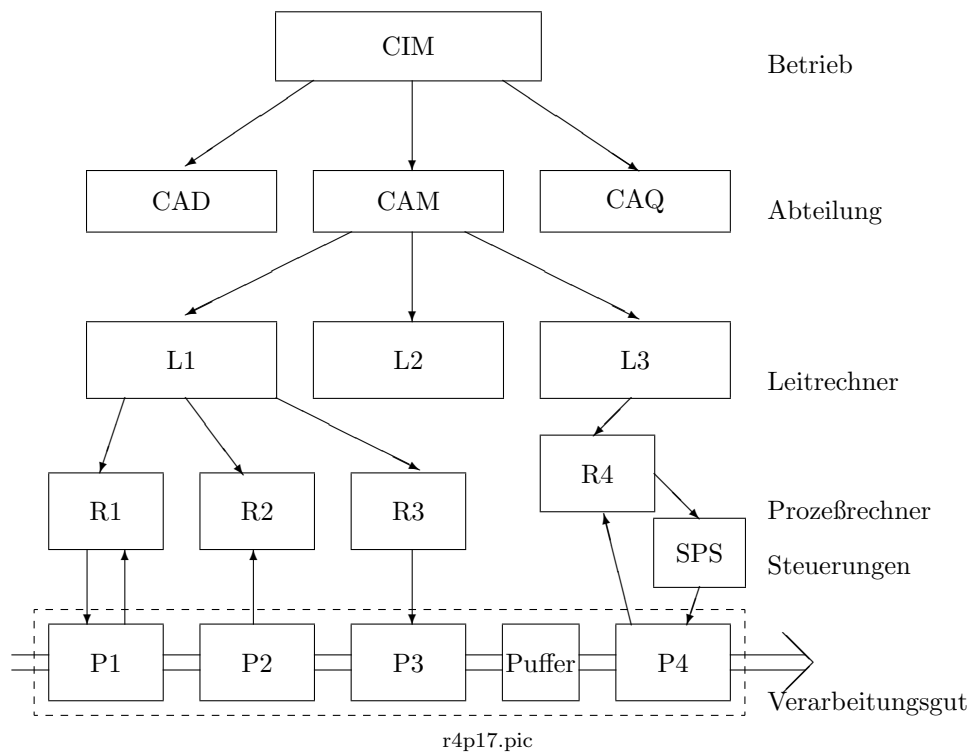 CIM
Betrieb
CAD
CAM
CAQ
Abteilung
L1
L2
L3
Leitrechner
R1
R2
R3
R4
Prozeßrechner
SPS
Steuerungen
P1
P2
P3
Puffer
P4
Verarbeitungsgut
r4p17.pic